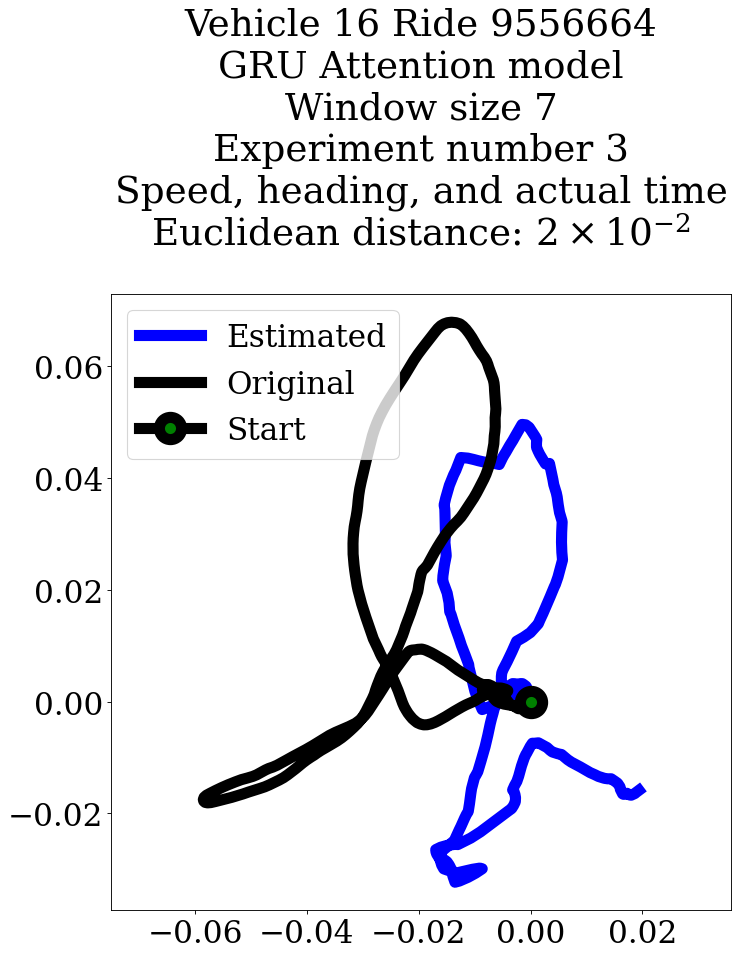 Vehicle 16 Ride 9556664
GRU Attention model
Window size 7
Experiment number 3
Speed, heading, and actual time
Euclidean distance: 2 × 10⁻²
Estimated
Original
Start
0.06
0.04
0.02
0.00
−0.02
−0.06 −0.04 −0.02 0.00 0.02